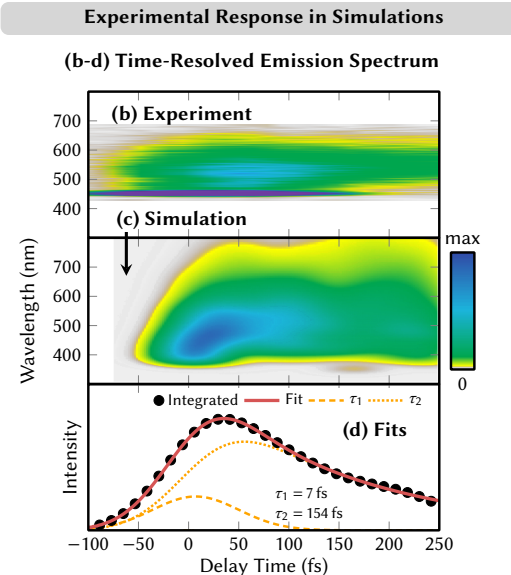 Experimental Response in Simulations
(b-d) Time-Resolved Emission Spectrum
(b) Experiment
700
600
500
400
(c) Simulation
max
700
600
500
400
0
Wavelength (nm)
Integrated Fit τ₁ τ₂
(d) Fits
Intensity
τ₁ = 7 fs
τ₂ = 154 fs
−100 −50 0 50 100 150 200 250
Delay Time (fs)